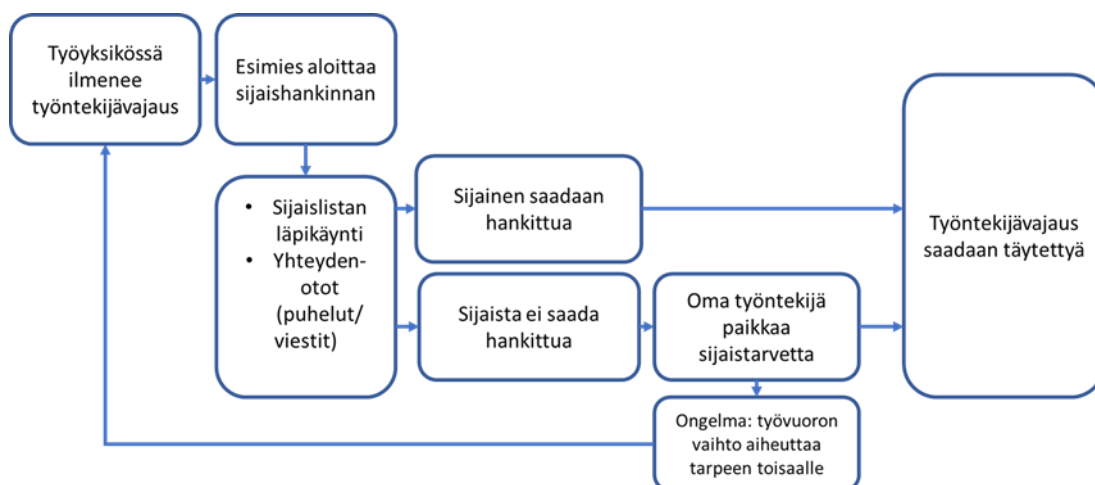 Työyksikössä
ilmenee
työntekijävajaus
Esimies aloittaa
sijaishankinnan
• Sijaislistan
läpikäynti
• Yhteyden-
otot
(puhelut/
viestit)
Sijainen saadaan
hankittua
Sijaista ei saada
hankittua
Oma työntekijä
paikkaa
sijaistarvetta
Ongelma: työvuoron
vaihto aiheuttaa
tarpeen toisaalle
Työntekijävajaus
saadaan täytettyä